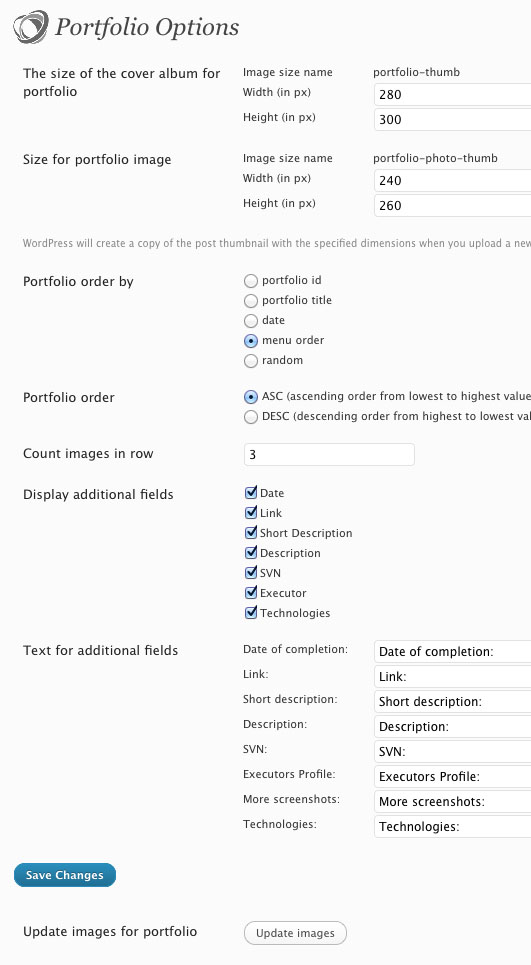 Portfolio Options
The size of the cover album for portfolio
Image size name portfolio-thumb
Width (in px) 280
Height (in px) 300
Size for portfolio image
Image size name portfolio-photo-thumb
Width (in px) 240
Height (in px) 260
WordPress will create a copy of the post thumbnail with the specified dimensions when you upload a new
Portfolio order by
portfolio id
portfolio title
date
menu order
random
Portfolio order
ASC (ascending order from lowest to highest value
DESC (descending order from highest to lowest val
Count images in row 3
Display additional fields
Date
Link
Short Description
Description
SVN
Executor
Technologies
Text for additional fields
Date of completion: Date of completion:
Link: Link:
Short description: Short description:
Description: Description:
SVN: SVN:
Executors Profile: Executors Profile:
More screenshots: More screenshots:
Technologies: Technologies:
Save Changes
Update images for portfolio Update images